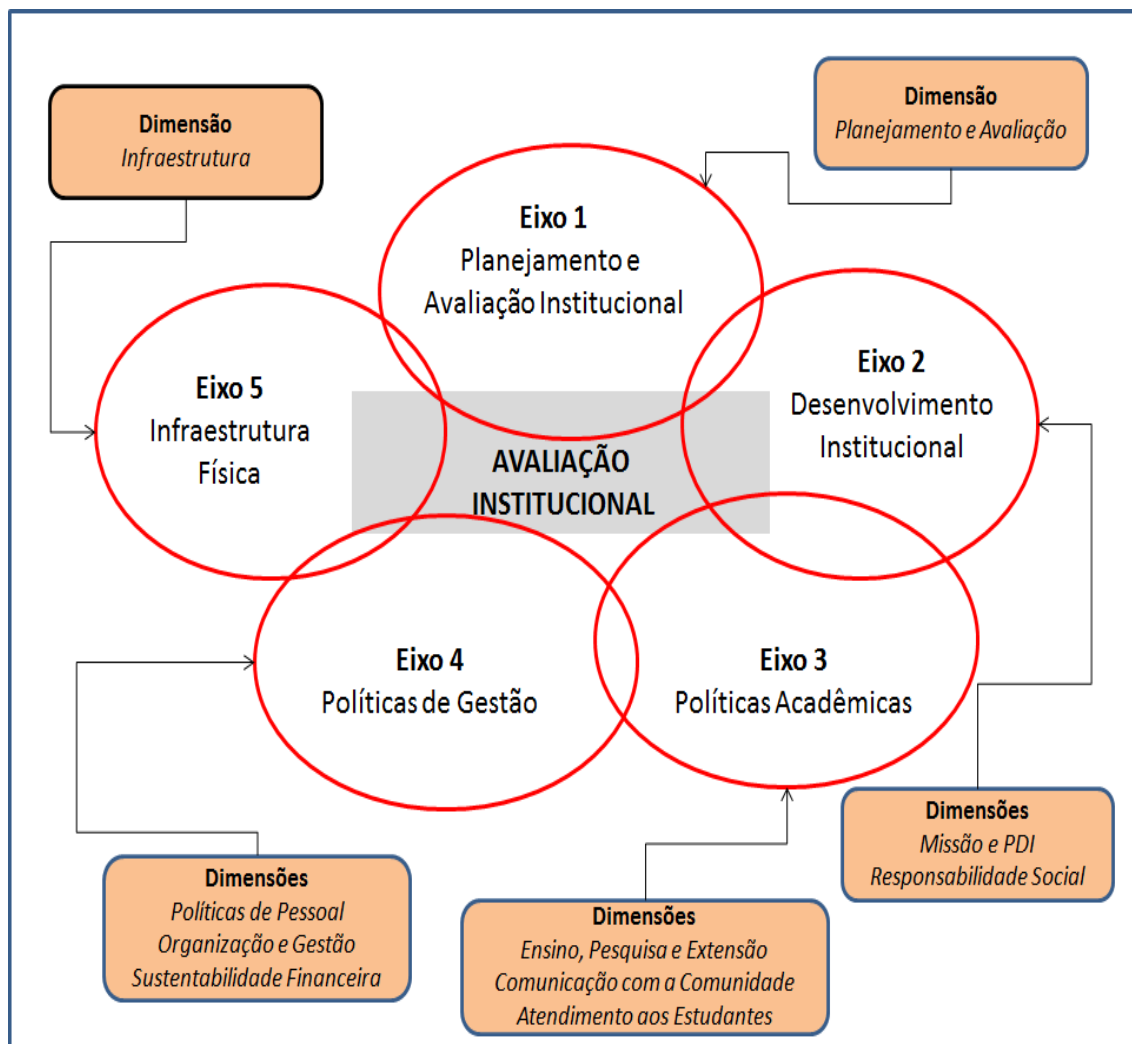 Dimensão
Infraestrutura
Dimensão
Planejamento e Avaliação
Eixo 1
Planejamento e
Avaliação Institucional
Eixo 5
Infraestrutura
Física
Eixo 2
Desenvolvimento
Institucional
AVALIAÇÃO
INSTITUCIONAL
Eixo 4
Políticas de Gestão
Eixo 3
Políticas Acadêmicas
Dimensões
Missão e PDI
Responsabilidade Social
Dimensões
Políticas de Pessoal
Organização e Gestão
Sustentabilidade Financeira
Dimensões
Ensino, Pesquisa e Extensão
Comunicação com a Comunidade
Atendimento aos Estudantes